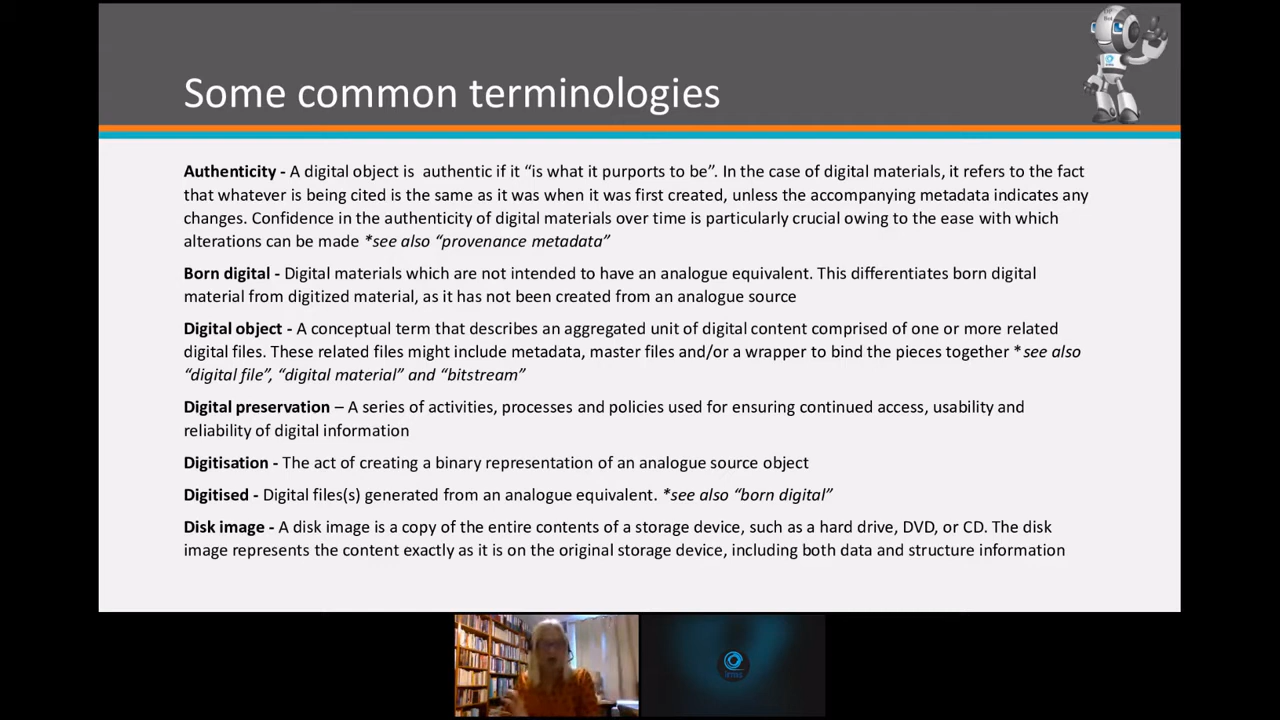 Some common terminologies
Authenticity - A digital object is  authentic if it “is what it purports to be”. In the case of digital materials, it refers to the fact
that whatever is being cited is the same as it was when it was first created, unless the accompanying metadata indicates any
changes. Confidence in the authenticity of digital materials over time is particularly crucial owing to the ease with which
alterations can be made *see also “provenance metadata”
Born digital - Digital materials which are not intended to have an analogue equivalent. This differentiates born digital
material from digitized material, as it has not been created from an analogue source
Digital object - A conceptual term that describes an aggregated unit of digital content comprised of one or more related
digital files. These related files might include metadata, master files and/or a wrapper to bind the pieces together *see also
“digital file”, “digital material” and “bitstream”
Digital preservation – A series of activities, processes and policies used for ensuring continued access, usability and
reliability of digital information
Digitisation - The act of creating a binary representation of an analogue source object
Digitised - Digital files(s) generated from an analogue equivalent. *see also “born digital”
Disk image - A disk image is a copy of the entire contents of a storage device, such as a hard drive, DVD, or CD. The disk
image represents the content exactly as it is on the original storage device, including both data and structure information